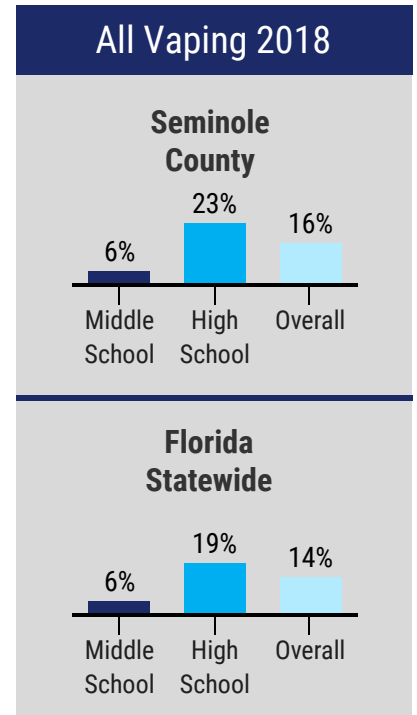 All Vaping 2018
Seminole
County
6%
23%
16%
Middle
School
High
School
Overall
Florida
Statewide
6%
19%
14%
Middle
School
High
School
Overall